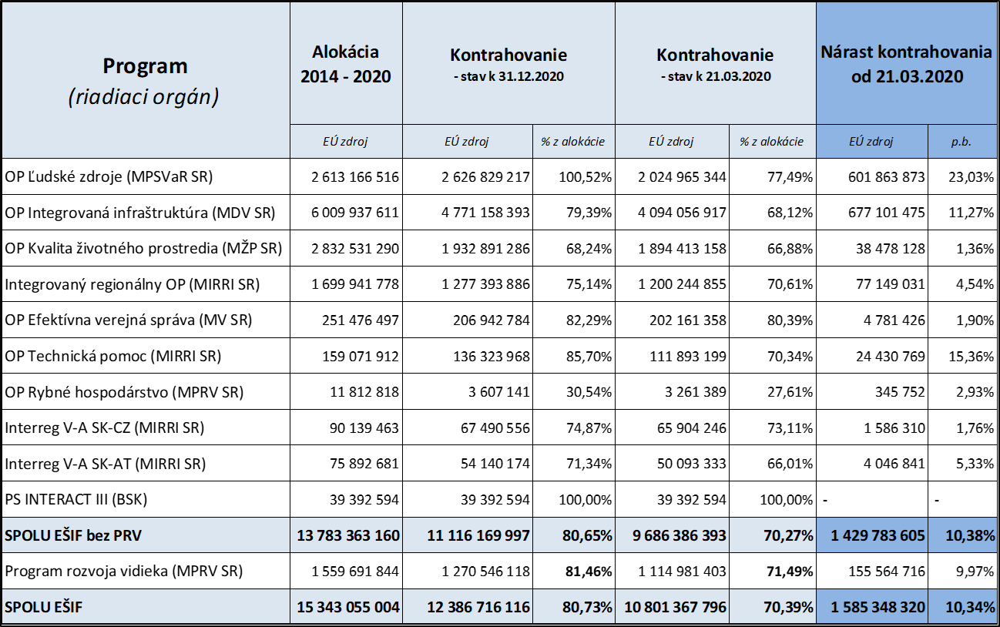 Program
(riadiaci orgán)
Alokácia
2014 - 2020
Kontrahovanie
- stav k 31.12.2020
Kontrahovanie
- stav k 21.03.2020
Nárast kontrahovania
od 21.03.2020
EÚ zdroj EÚ zdroj % z alokácie EÚ zdroj % z alokácie EÚ zdroj p.b.
OP Ľudské zdroje (MPSVaR SR) 2 613 166 516 2 626 829 217 100,52% 2 024 965 344 77,49% 601 863 873 23,03%
OP Integrovaná infraštruktúra (MDV SR) 6 009 937 611 4 771 158 393 79,39% 4 094 056 917 68,12% 677 101 475 11,27%
OP Kvalita životného prostredia (MŽP SR) 2 832 531 290 1 932 891 286 68,24% 1 894 413 158 66,88% 38 478 128 1,36%
Integrovaný regionálny OP (MIRRI SR) 1 699 941 778 1 277 393 886 75,14% 1 200 244 855 70,61% 77 149 031 4,54%
OP Efektívna verejná správa (MV SR) 251 476 497 206 942 784 82,29% 202 161 358 80,39% 4 781 426 1,90%
OP Technická pomoc (MIRRI SR) 159 071 912 136 323 968 85,70% 111 893 199 70,34% 24 430 769 15,36%
OP Rybné hospodárstvo (MPRV SR) 11 812 818 3 607 141 30,54% 3 261 389 27,61% 345 752 2,93%
Interreg V-A SK-CZ (MIRRI SR) 90 139 463 67 490 556 74,87% 65 904 246 73,11% 1 586 310 1,76%
Interreg V-A SK-AT (MIRRI SR) 75 892 681 54 140 174 71,34% 50 093 333 66,01% 4 046 841 5,33%
PS INTERACT III (BSK) 39 392 594 39 392 594 100,00% 39 392 594 100,00% - -
SPOLU EŠIF bez PRV 13 783 363 160 11 116 169 997 80,65% 9 686 386 393 70,27% 1 429 783 605 10,38%
Program rozvoja vidieka (MPRV SR) 1 559 691 844 1 270 546 118 81,46% 1 114 981 403 71,49% 155 564 716 9,97%
SPOLU EŠIF 15 343 055 004 12 386 716 116 80,73% 10 801 367 796 70,39% 1 585 348 320 10,34%